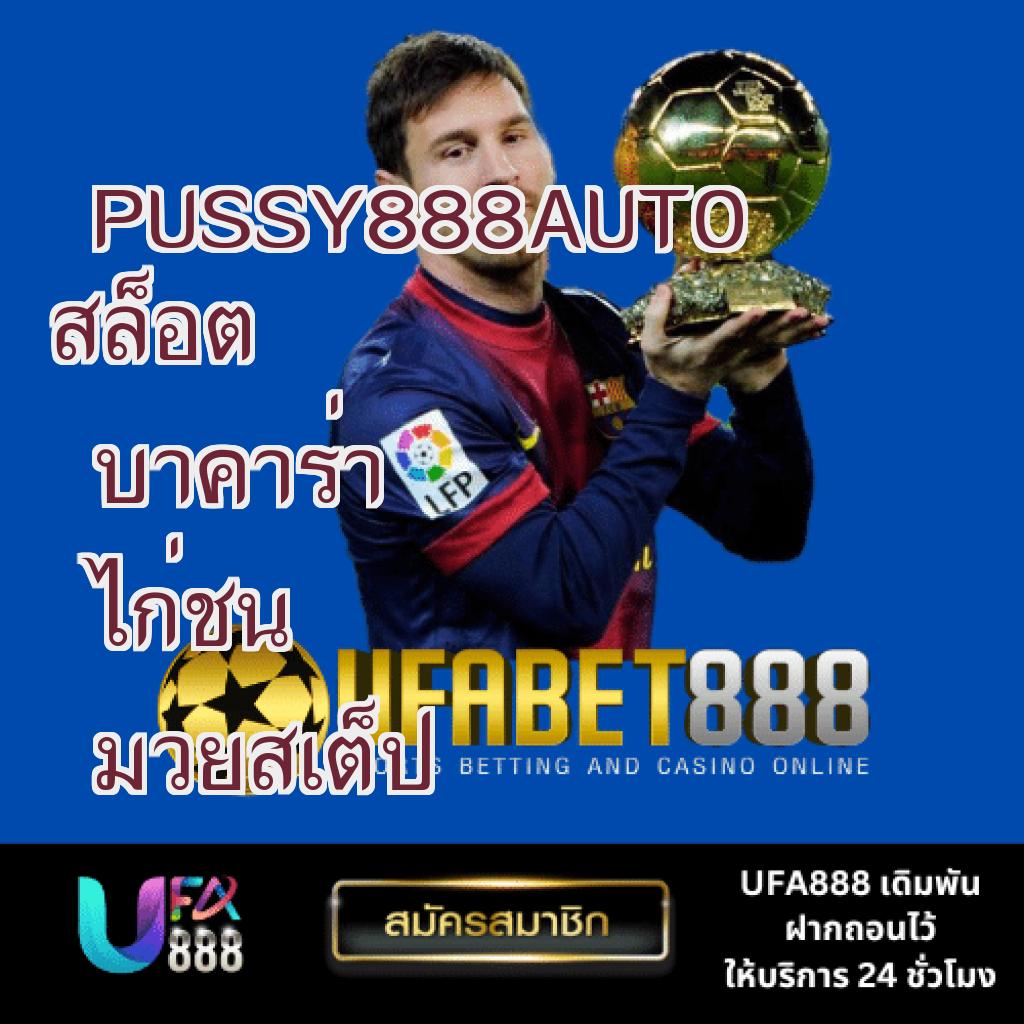 PUSSY888AUTO
สล็อต
บาคาร่า
ไก่ชน
LFP
UFABET888
มวยสเต็ป
BETTING AND CASINO ONLINE
UFA
888
สมัครสมาชิก
UFA888 เดิมพัน
ฝากถอนไว้
ให้บริการ 24 ชั่วโมง